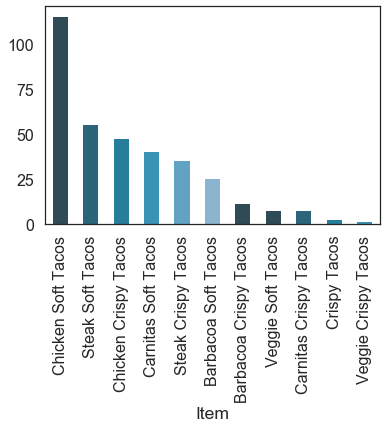 100
75
50
25
0
Chicken Soft Tacos
Steak Soft Tacos
Chicken Crispy Tacos
Carnitas Soft Tacos
Steak Crispy Tacos
Barbacoa Soft Tacos
Barbacoa Crispy Tacos
Veggie Soft Tacos
Carnitas Crispy Tacos
Crispy Tacos
Veggie Crispy Tacos
Item